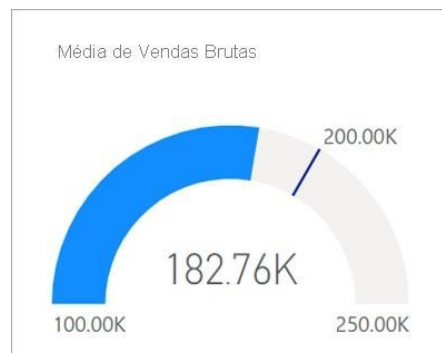 Média de Vendas Brutas
200.00K
182.76K
100.00K
250.00K